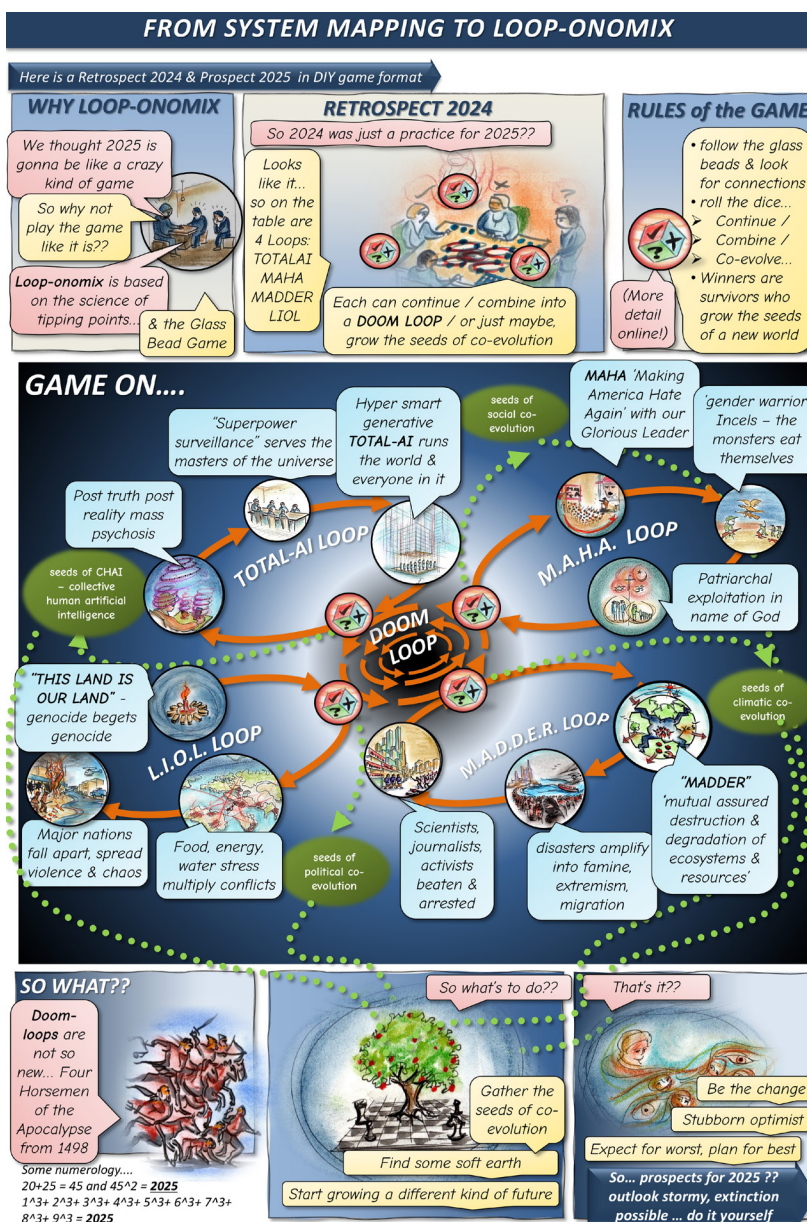 FROM SYSTEM MAPPING TO LOOP-ONOMIX
Here is a Retrospect 2024 & Prospect 2025 in DIY game format
WHY LOOP-ONOMIX
We thought 2025 is
gonna be like a crazy
kind of game
So why not
play the game
like it is??
Loop-onomix is based
on the science of
tipping points...
& the Glass
Bead Game
RETROSPECT 2024
So 2024 was just a practice for 2025??
Looks
like it...
so on the
table are
4 Loops:
TOTALAI
MAHA
MADDER
LIOL
Each can continue / combine into
a DOOM LOOP / or just maybe,
grow the seeds of co-evolution
RULES of the GAME
• follow the glass
beads & look
for connections
• roll the dice...
➢ Continue /
➢ Combine /
➢ Co-evolve...
• Winners are
survivors who
grow the seeds
of a new world
(More
detail
online!)
GAME ON....
"Superpower
surveillance" serves the
masters of the universe
Hyper smart
generative
TOTAL-AI runs
the world &
everyone in it
seeds of
social co-
evolution
MAHA 'Making
America Hate
Again' with our
Glorious Leader
'gender warrior
Incels – the
monsters eat
themselves
Post truth post
reality mass
psychosis
TOTAL-AI LOOP
M.A.H.A. LOOP
seeds of CHAI
– collective
human artificial
intelligence
Patriarchal
exploitation in
name of God
DOOM
LOOP
"THIS LAND IS
OUR LAND" -
genocide begets
genocide
seeds of
climatic co-
evolution
L.I.O.L. LOOP
M.A.D.D.E.R. LOOP
Major nations
fall apart, spread
violence & chaos
Food, energy,
water stress
multiply conflicts
seeds of
political co-
evolution
Scientists,
journalists,
activists
beaten &
arrested
disasters amplify
into famine,
extremism,
migration
"MADDER"
'mutual assured
destruction &
degradation of
ecosystems &
resources'
SO WHAT??
Doom-
loops are
not so
new... Four
Horsemen
of the
Apocalypse
from 1498
Some numerology....
20+25 = 45 and 45^2 = 2025
1^3+ 2^3+ 3^3+ 4^3+ 5^3+ 6^3+ 7^3+
8^3+ 9^3 = 2025
So what's to do??
Gather the
seeds of co-
evolution
Find some soft earth
Start growing a different kind of future
That's it??
Be the change
Stubborn optimist
Expect for worst, plan for best
So... prospects for 2025 ??
outlook stormy, extinction
possible ... do it yourself